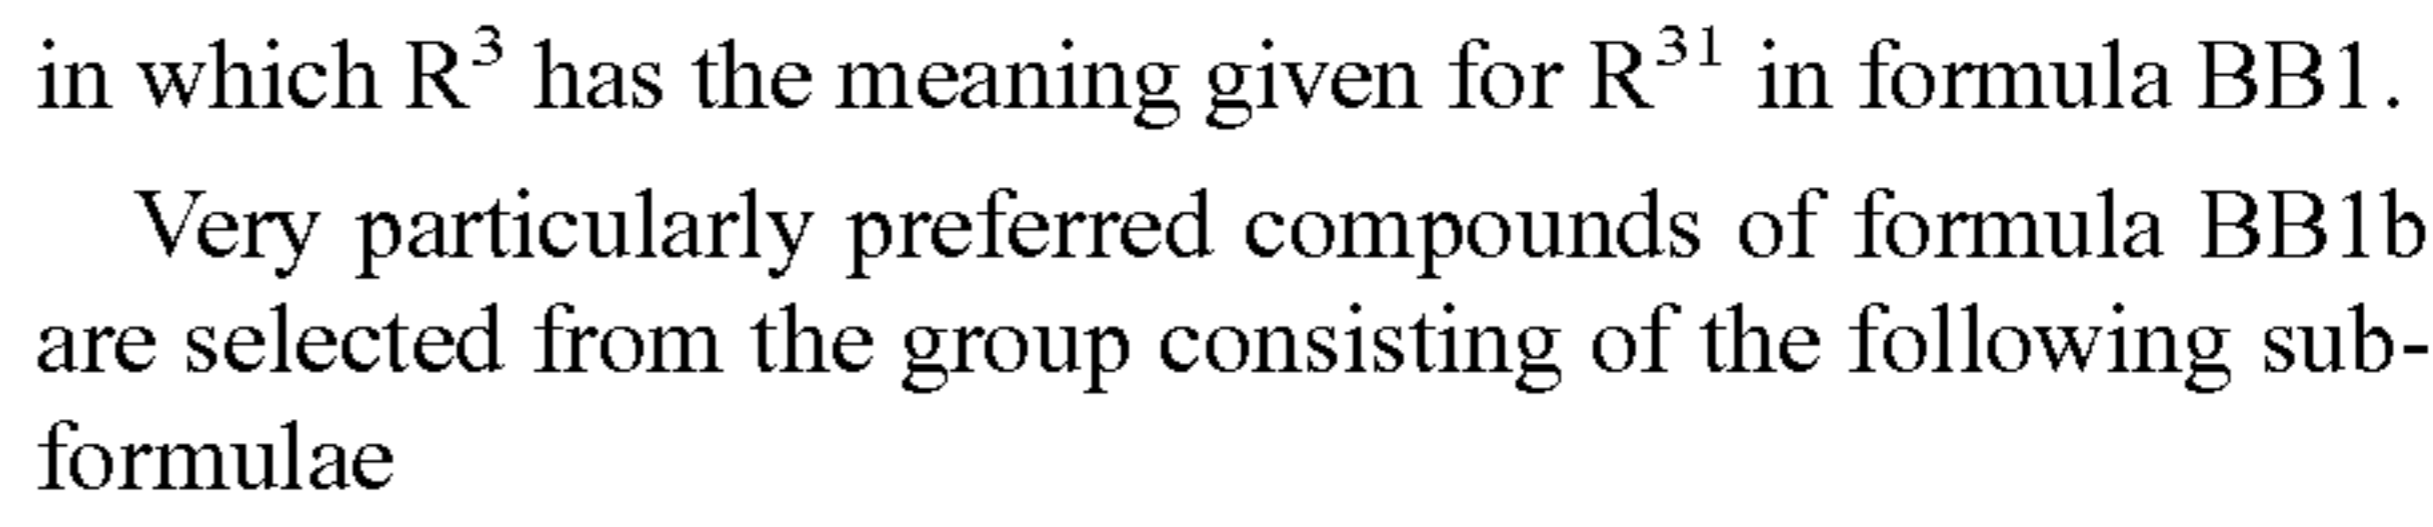 in which R³ has the meaning given for R³¹ in formula BB1.
Very particularly preferred compounds of formula BB1b
are selected from the group consisting of the following sub-
formulae